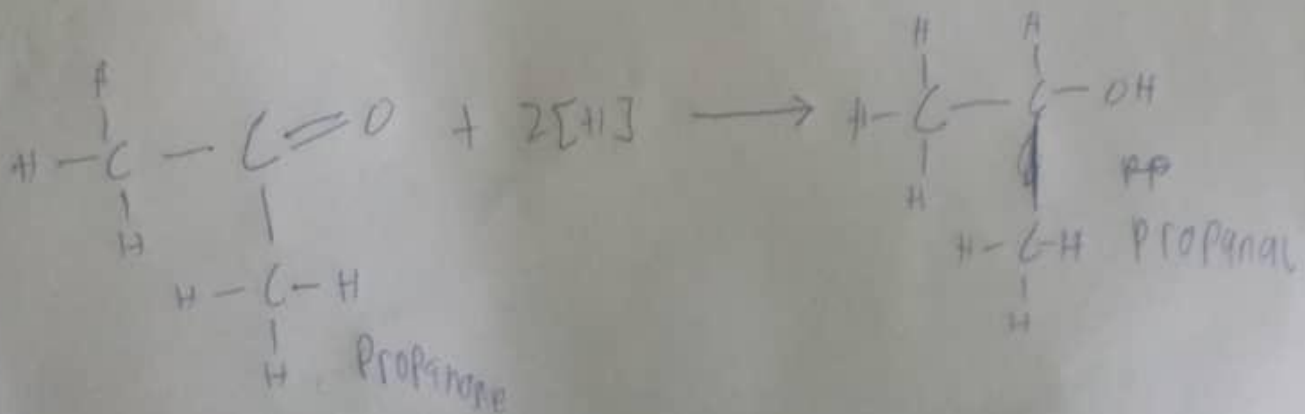 H H H
H-C-C=O + 2[H] → H-C-C-OH
H H
H-C-H H-C-H Propanal
H H
Propanone